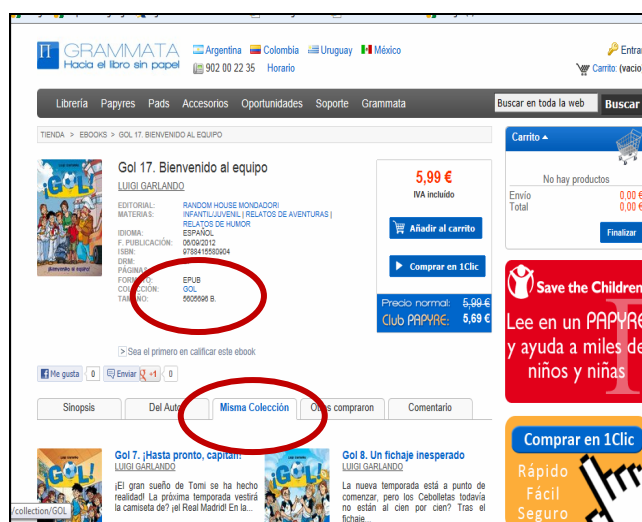 GRAMMATA
Hacia el libro sin papel
Argentina Colombia Uruguay México
902 00 22 35 Horario
Entrar
Carrito: (vacío)
Librería Papyres Pads Accesorios Oportunidades Soporte Grammata
Buscar en toda la web Buscar
TIENDA > EBOOKS > GOL 17. BIENVENIDO AL EQUIPO
Gol 17. Bienvenido al equipo
LUIGI GARLANDO
EDITORIAL: RANDOM HOUSE MONDADORI
MATERIAS: INFANTIL/JUVENIL | RELATOS DE AVENTURAS |
RELATOS DE HUMOR
IDIOMA: ESPAÑOL
F. PUBLICACIÓN: 06/09/2012
ISBN: 9788415580904
DRM:
PÁGINAS
FORMATO: EPUB
COLECCIÓN: GOL
TAMAÑO: 5605696 B.
¡GOL!
¡Bienvenido al equipo!
5,99 €
IVA incluído
Añadir al carrito
Comprar en 1Clic
Precio normal: 5,99 €
Club PAPYRE: 5,69 €
Sea el primero en calificar este ebook
Me gusta 0 Enviar +1 0
Sinopsis Del Autor Misma Colección Otros compraron Comentario
Gol 7. ¡Hasta pronto, capitán!
LUIGI GARLANDO
¡El gran sueño de Tomi se ha hecho
realidad! La próxima temporada vestirá
la camiseta de? ¡el Real Madrid! En la...
¡GOL!
Gol 8. Un fichaje inesperado
LUIGI GARLANDO
La nueva temporada está a punto de
comenzar, pero los Cebolletas todavía
no están al cien por cien? Tras el
fichaje...
¡GOL!
/collection/GOL
Carrito
No hay productos
Envío 0,00 €
Total 0,00 €
Finalizar
Save the Children
Lee en un PAPYRE
y ayuda a miles de
niños y niñas
Comprar en 1Clic
Rápido
Fácil
Seguro